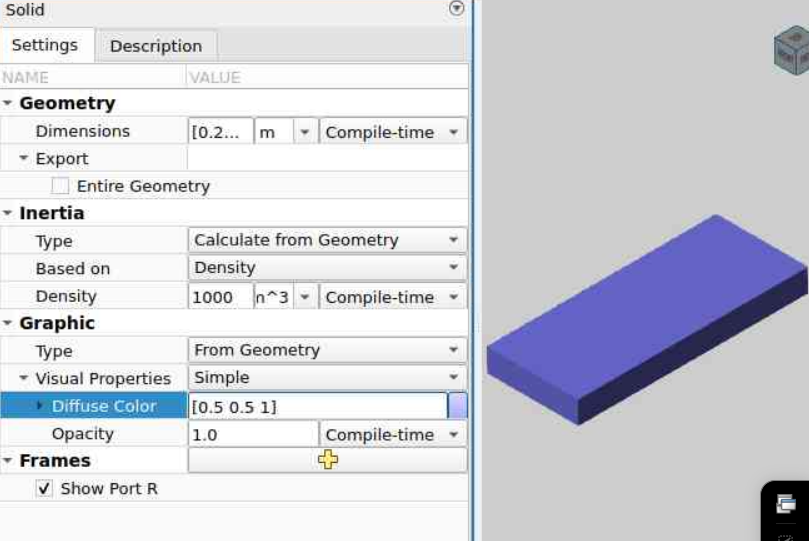 Solid
Settings Description
NAME VALUE
Geometry
Dimensions [0.2... m Compile-time
Export
Entire Geometry
Inertia
Type Calculate from Geometry
Based on Density
Density 1000 n^3 Compile-time
Graphic
Type From Geometry
Visual Properties Simple
Diffuse Color [0.5 0.5 1]
Opacity 1.0 Compile-time
Frames
Show Port R